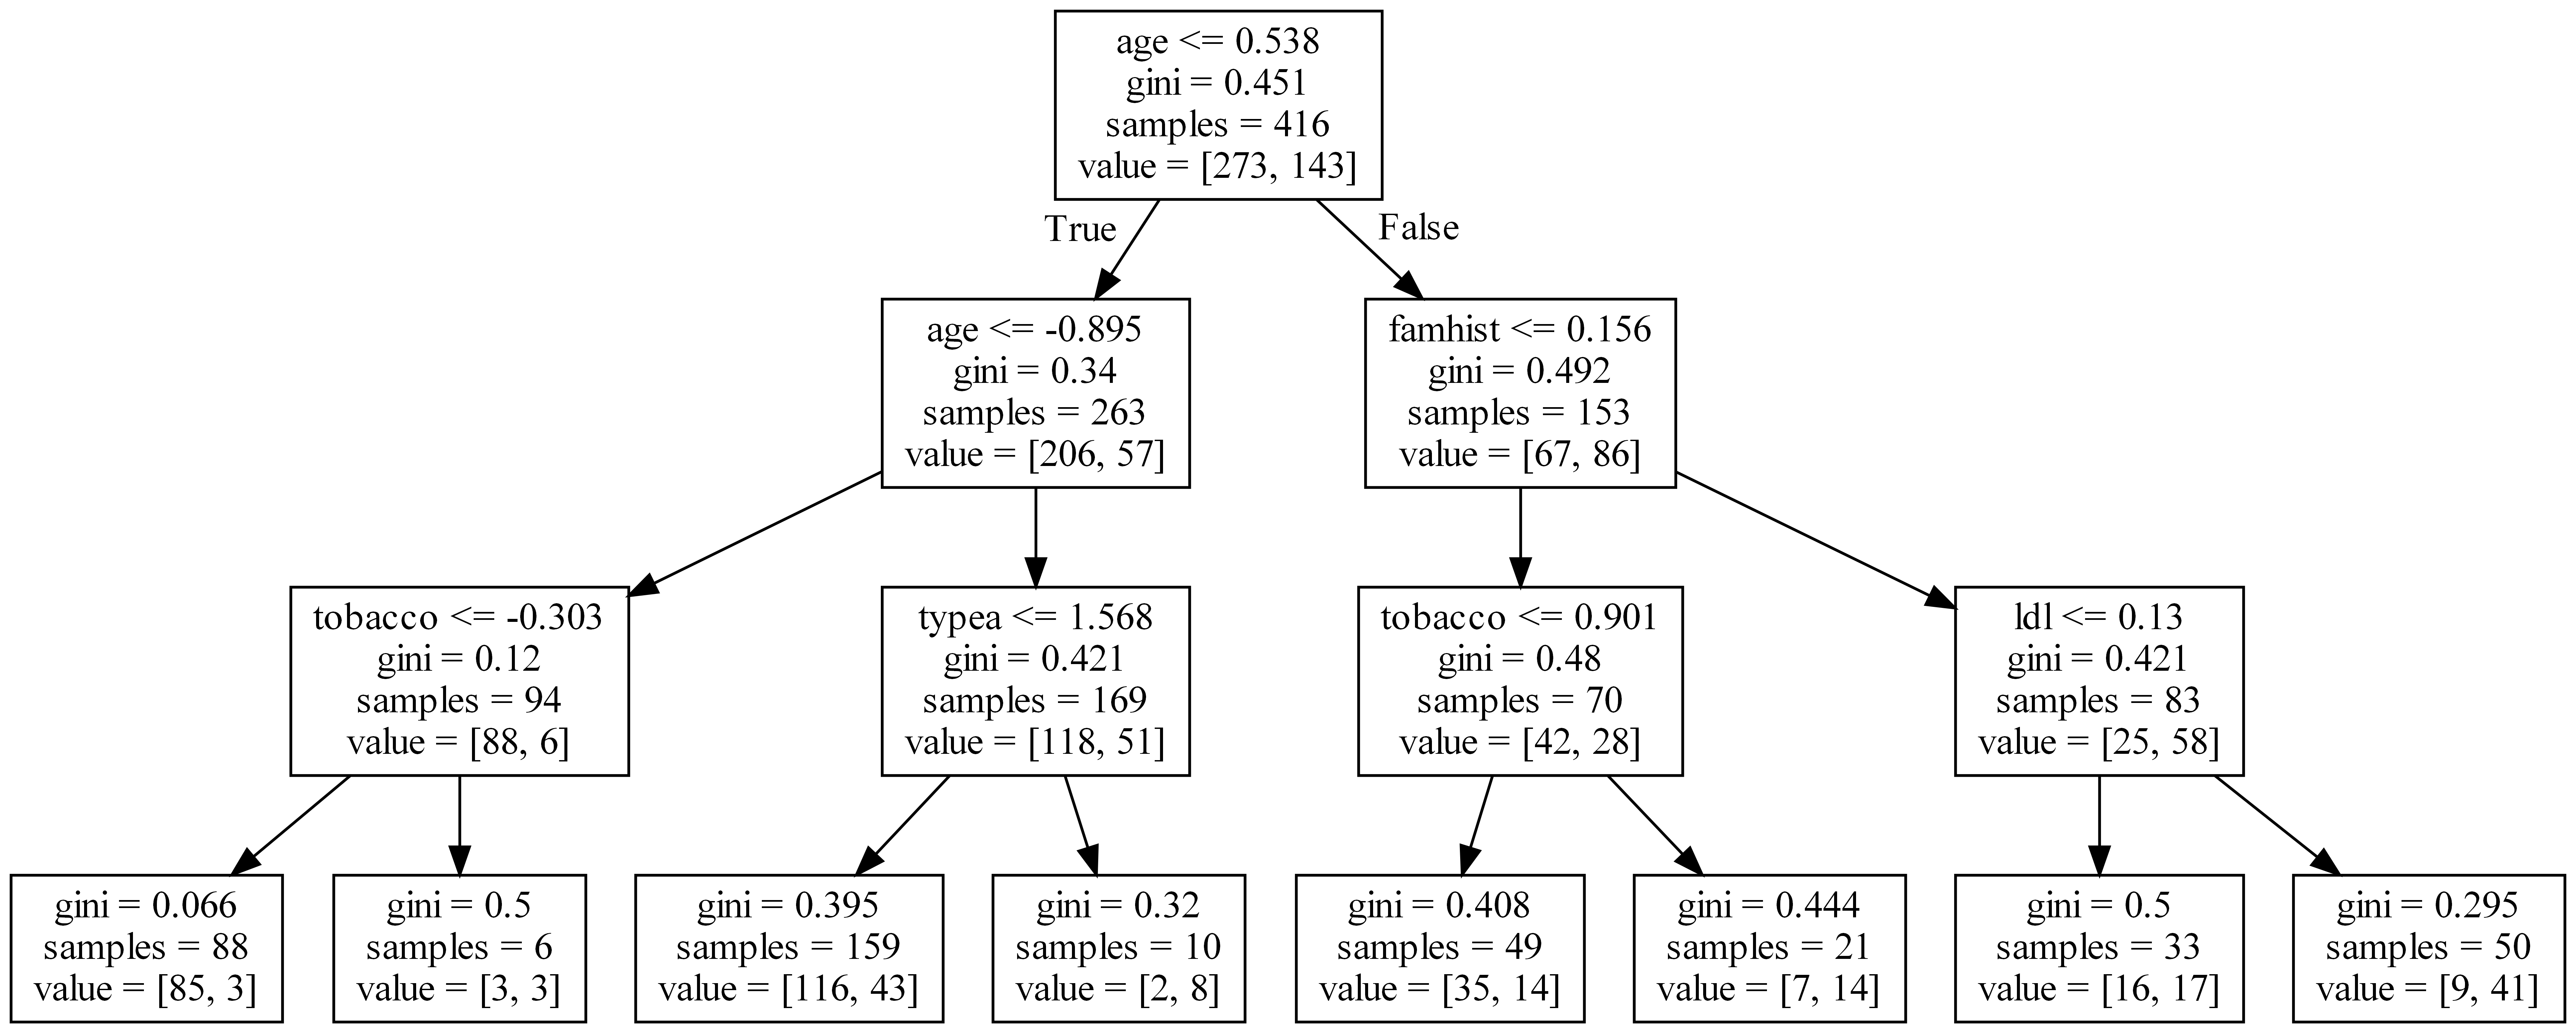 age <= 0.538
gini = 0.451
samples = 416
value = [273, 143]
True
False
age <= -0.895
gini = 0.34
samples = 263
value = [206, 57]
famhist <= 0.156
gini = 0.492
samples = 153
value = [67, 86]
tobacco <= -0.303
gini = 0.12
samples = 94
value = [88, 6]
typea <= 1.568
gini = 0.421
samples = 169
value = [118, 51]
tobacco <= 0.901
gini = 0.48
samples = 70
value = [42, 28]
ldl <= 0.13
gini = 0.421
samples = 83
value = [25, 58]
gini = 0.066
samples = 88
value = [85, 3]
gini = 0.5
samples = 6
value = [3, 3]
gini = 0.395
samples = 159
value = [116, 43]
gini = 0.32
samples = 10
value = [2, 8]
gini = 0.408
samples = 49
value = [35, 14]
gini = 0.444
samples = 21
value = [7, 14]
gini = 0.5
samples = 33
value = [16, 17]
gini = 0.295
samples = 50
value = [9, 41]